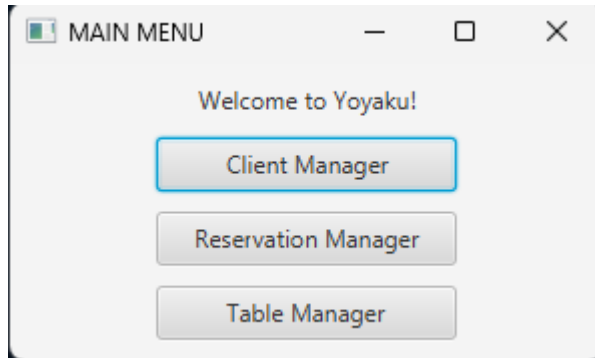 MAIN MENU
Welcome to Yoyaku!
Client Manager
Reservation Manager
Table Manager